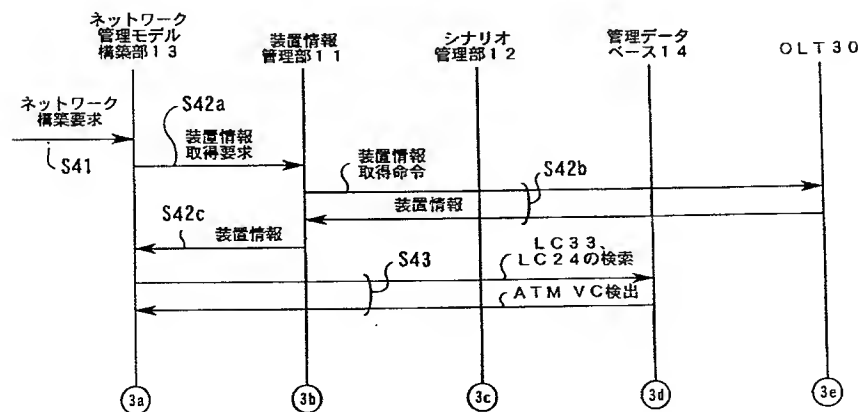 ネットワーク
管理モデル
構築部13
装置情報
管理部11
シナリオ
管理部12
管理データ
ベース14
OLT30
ネットワーク
構築要求
S41
S42a
装置情報
取得要求
装置情報
取得命令
S42b
装置情報
S42c
装置情報
S43
LC33、
LC24の検索
ATM VC検出
3a
3b
3c
3d
3e